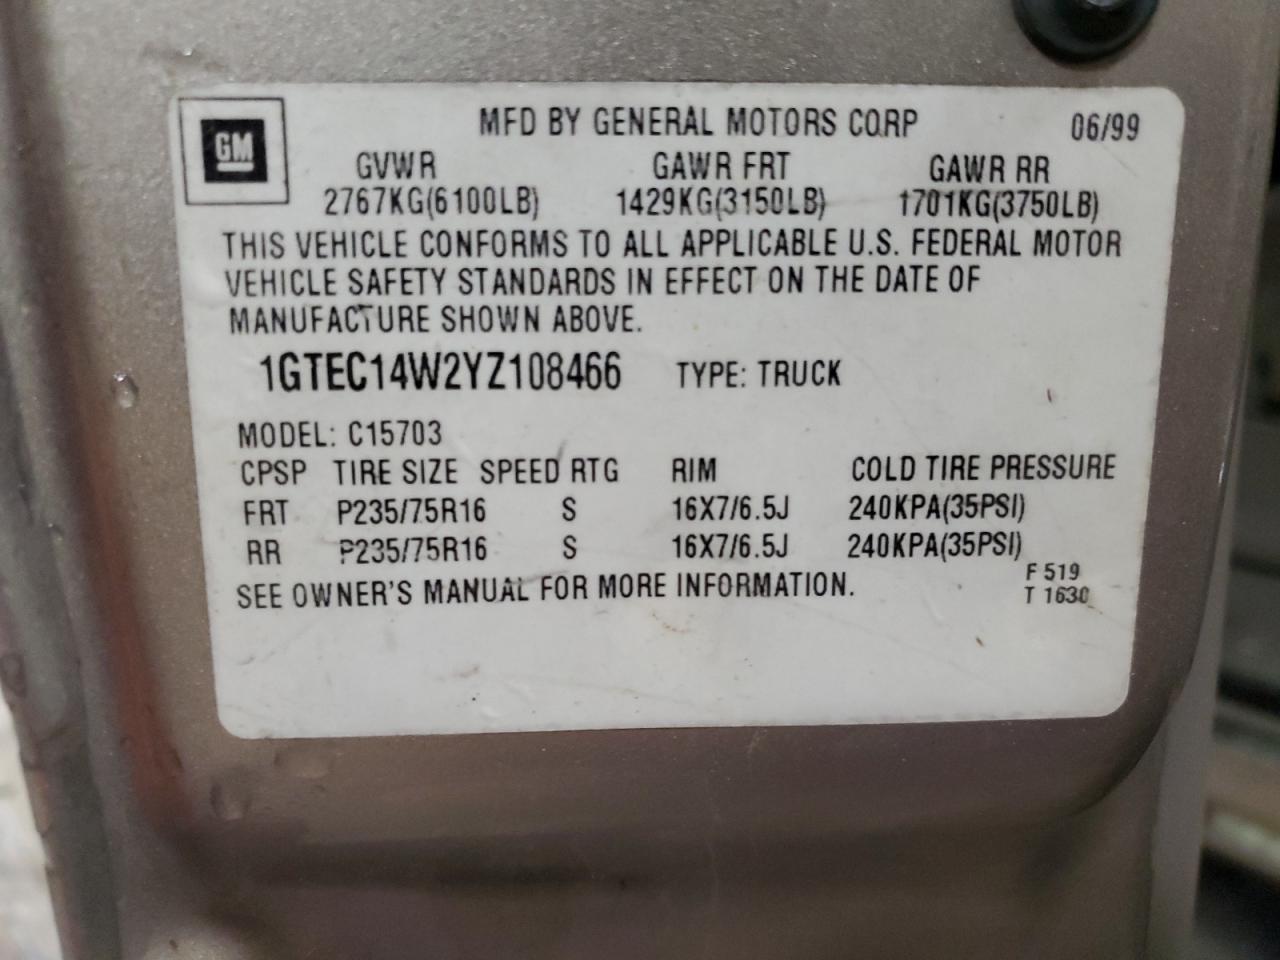 GM
MFD BY GENERAL MOTORS CORP 06/99
GVWR GAWR FRT GAWR RR
2767KG(6100LB) 1429KG(3150LB) 1701KG(3750LB)
THIS VEHICLE CONFORMS TO ALL APPLICABLE U.S. FEDERAL MOTOR
VEHICLE SAFETY STANDARDS IN EFFECT ON THE DATE OF
MANUFACTURE SHOWN ABOVE.
1GTEC14W2YZ108466 TYPE: TRUCK
MODEL: C15703
CPSP TIRE SIZE SPEED RTG RIM COLD TIRE PRESSURE
FRT P235/75R16 S 16X7/6.5J 240KPA(35PSI)
RR P235/75R16 S 16X7/6.5J 240KPA(35PSI)
SEE OWNER'S MANUAL FOR MORE INFORMATION.
F 519
T 1630